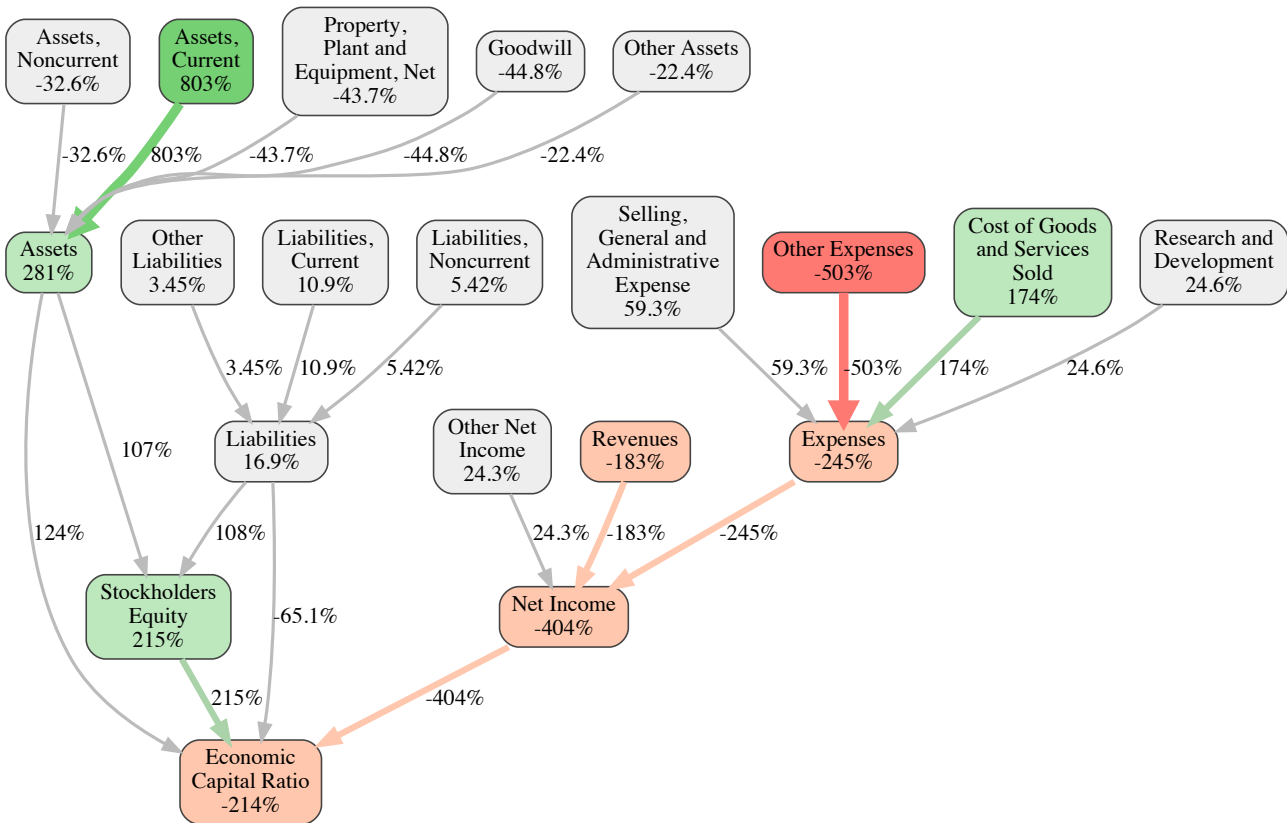 Assets,
Noncurrent
-32.6%
Assets,
Current
803%
Property,
Plant and
Equipment, Net
-43.7%
Goodwill
-44.8%
Other Assets
-22.4%
-32.6%
803%
-43.7%
-44.8%
-22.4%
Assets
281%
Other
Liabilities
3.45%
Liabilities,
Current
10.9%
Liabilities,
Noncurrent
5.42%
Selling,
General and
Administrative
Expense
59.3%
Other Expenses
-503%
Cost of Goods
and Services
Sold
174%
Research and
Development
24.6%
3.45%
10.9%
5.42%
59.3%
-503%
174%
24.6%
107%
Liabilities
16.9%
Other Net
Income
24.3%
Revenues
-183%
Expenses
-245%
124%
108%
24.3%
-183%
-245%
Stockholders
Equity
215%
-65.1%
Net Income
-404%
215%
-404%
Economic
Capital Ratio
-214%